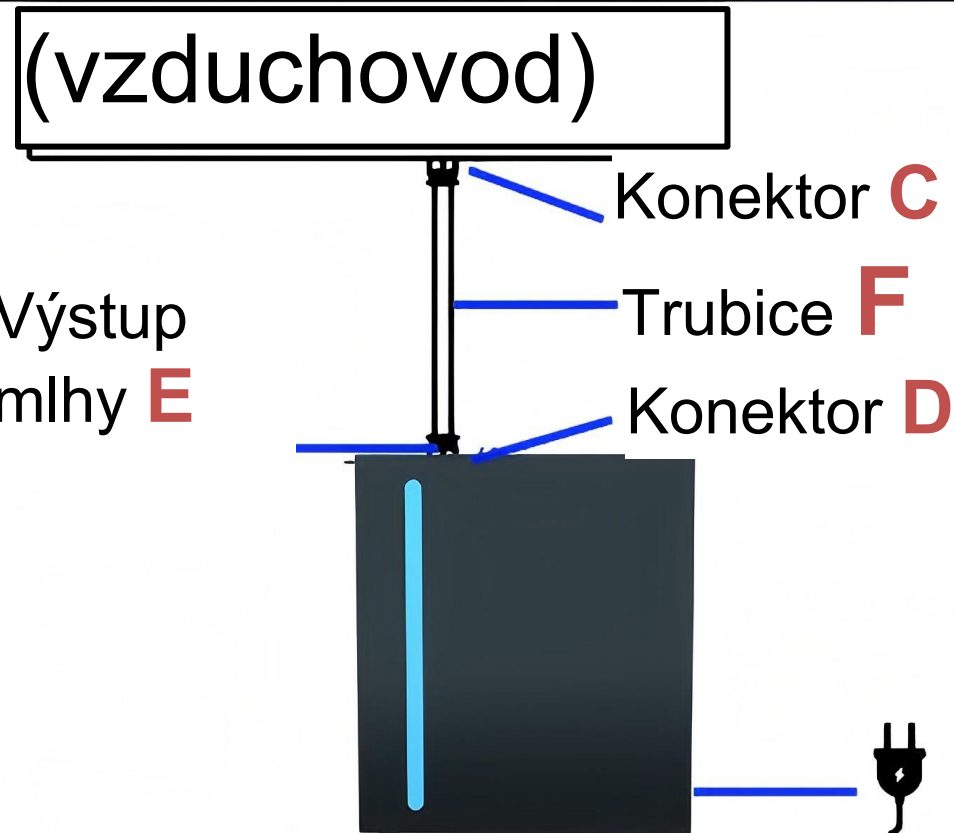 (vzduchovod)
Konektor C
Výstup
mlhy E
Trubice F
Konektor D